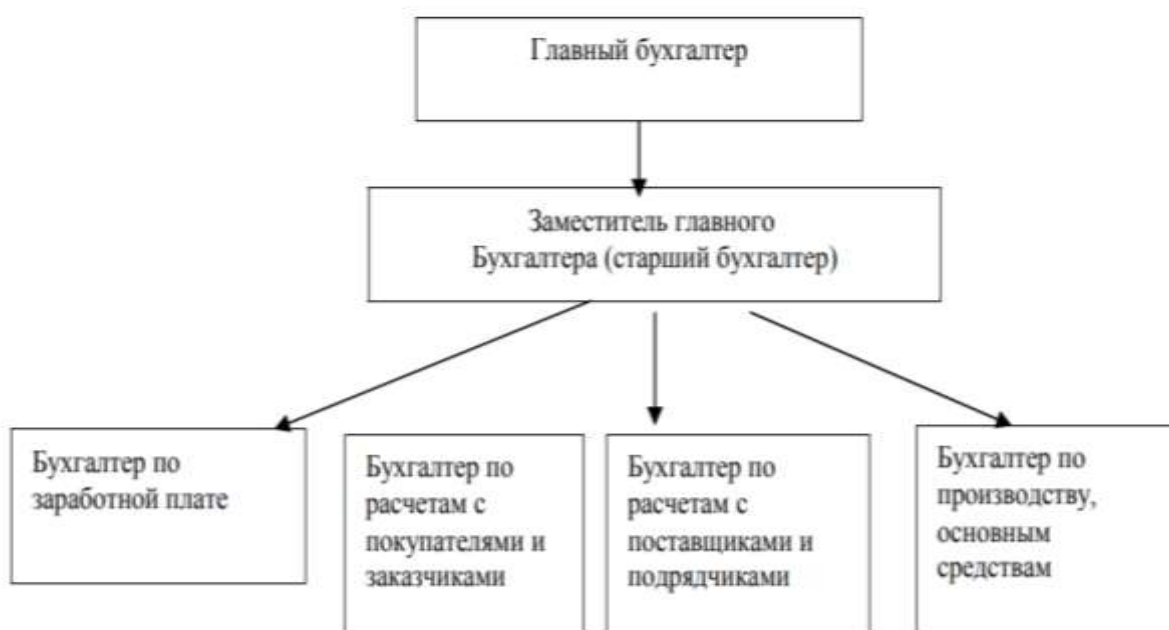 Главный бухгалтер
Заместитель главного
Бухгалтера (старший бухгалтер)
Бухгалтер по
заработной плате
Бухгалтер по
расчетам с
покупателями и
заказчиками
Бухгалтер по
расчетам с
поставщиками и
подрядчиками
Бухгалтер по
производству,
основным
средствам